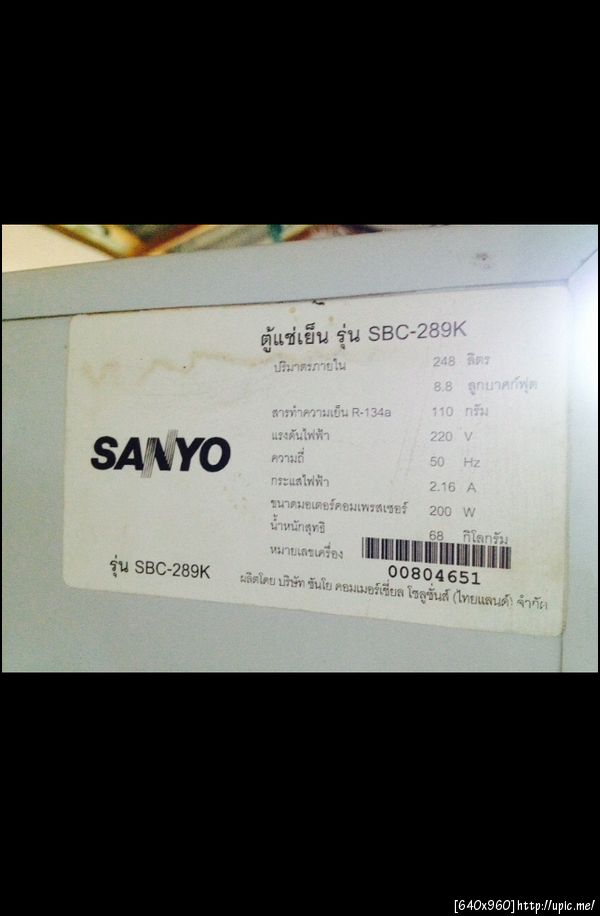 ตู้แช่เย็น รุ่น SBC-289K
ปริมาตรภายใน 248 ลิตร
8.8 ลูกบาศก์ฟุต
สารทำความเย็น R-134a 110 กรัม
แรงดันไฟฟ้า 220 V
ความถี่ 50 Hz
กระแสไฟฟ้า 2.16 A
ขนาดมอเตอร์คอมเพรสเซอร์ 200 W
น้ำหนักสุทธิ 68 กิโลกรัม
หมายเลขเครื่อง
00804651
SANYO
รุ่น SBC-289K
ผลิตโดย บริษัท ซันโย คอมเมอร์เชี่ยล โซลูชั่นส์ (ไทยแลนด์) จำกัด
[640x960]http://upic.me/